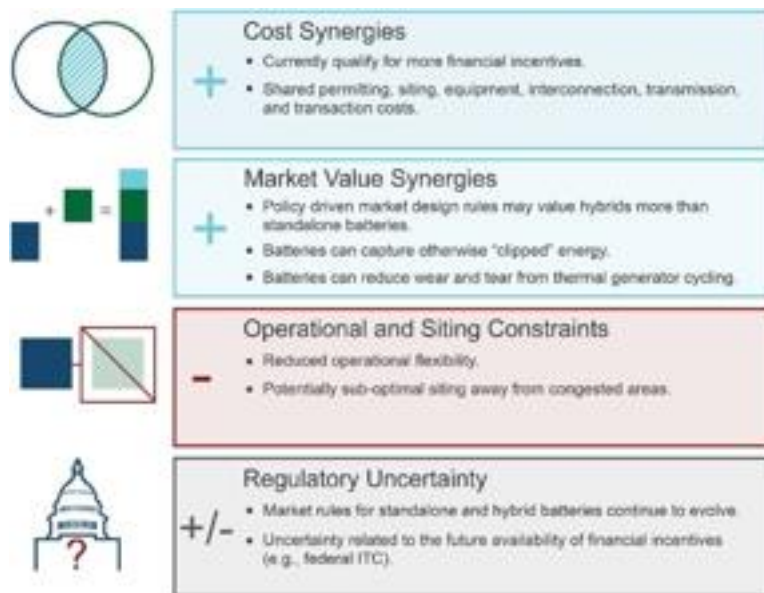 Cost Synergies
+
• Currently qualify for more financial incentives.
• Shared permitting, siting, equipment, interconnection, transmission,
and transaction costs.
Market Value Synergies
+ =
+
• Policy driven market design rules may value hybrids more than
standalone batteries.
• Batteries can capture otherwise “clipped” energy.
• Batteries can reduce wear and tear from thermal generator cycling.
Operational and Siting Constraints
-
• Reduced operational flexibility.
• Potentially sub-optimal siting away from congested areas.
Regulatory Uncertainty
?
+/-
• Market rules for standalone and hybrid batteries continue to evolve.
• Uncertainty related to the future availability of financial incentives
(e.g., federal ITC).